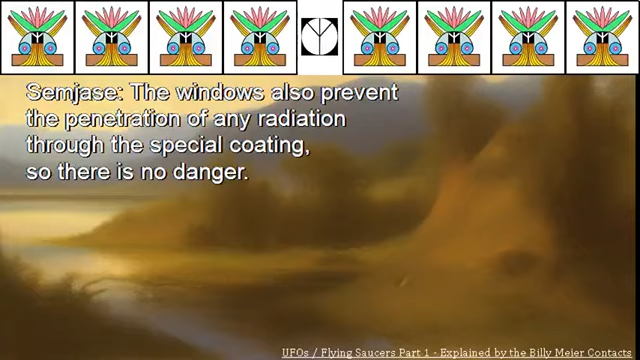 Semjase: The windows also prevent
the penetration of any radiation
through the special coating,
so there is no danger.
UFOs / Flying Saucers Part 1 - Explained by the Billy Meier Contacts